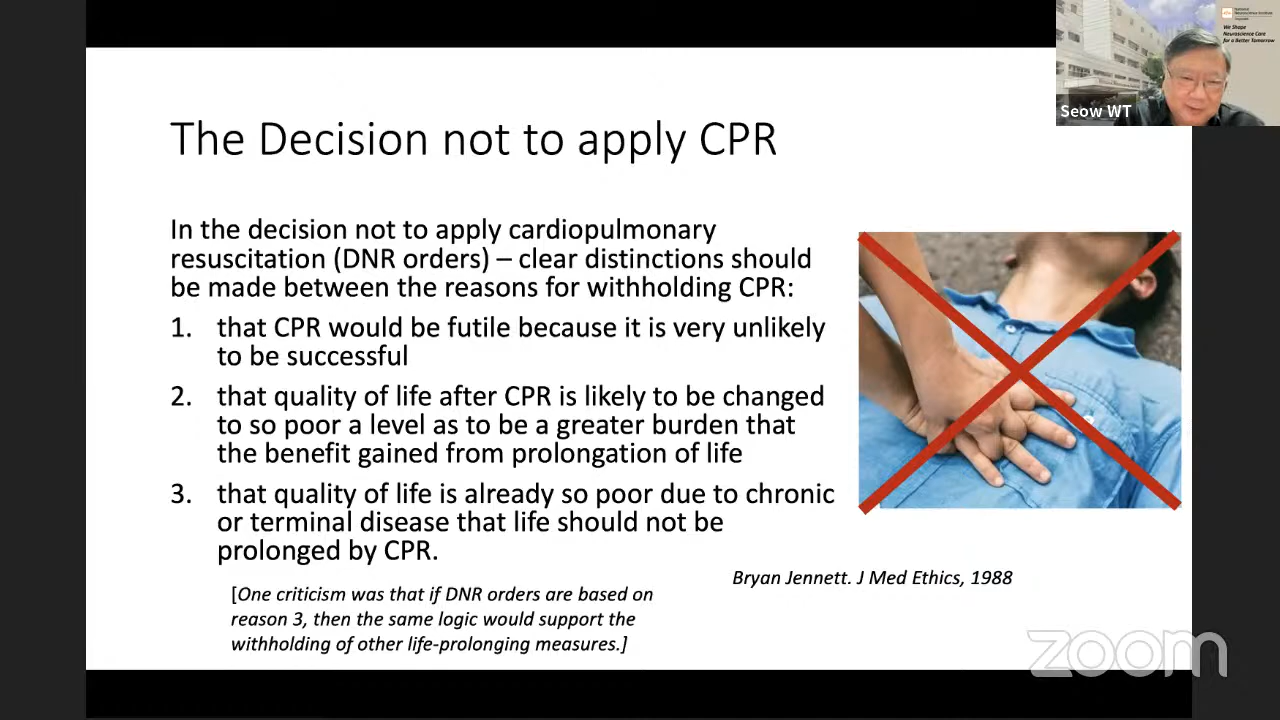 National
Neuroscience Institute
We Shape
Neuroscience Care
for a Better Tomorrow
Seow WT
The Decision not to apply CPR
In the decision not to apply cardiopulmonary
resuscitation (DNR orders) – clear distinctions should
be made between the reasons for withholding CPR:
1. that CPR would be futile because it is very unlikely
to be successful
2. that quality of life after CPR is likely to be changed
to so poor a level as to be a greater burden that
the benefit gained from prolongation of life
3. that quality of life is already so poor due to chronic
or terminal disease that life should not be
prolonged by CPR.
[One criticism was that if DNR orders are based on
reason 3, then the same logic would support the
withholding of other life-prolonging measures.]
Bryan Jennett. J Med Ethics, 1988
zoom